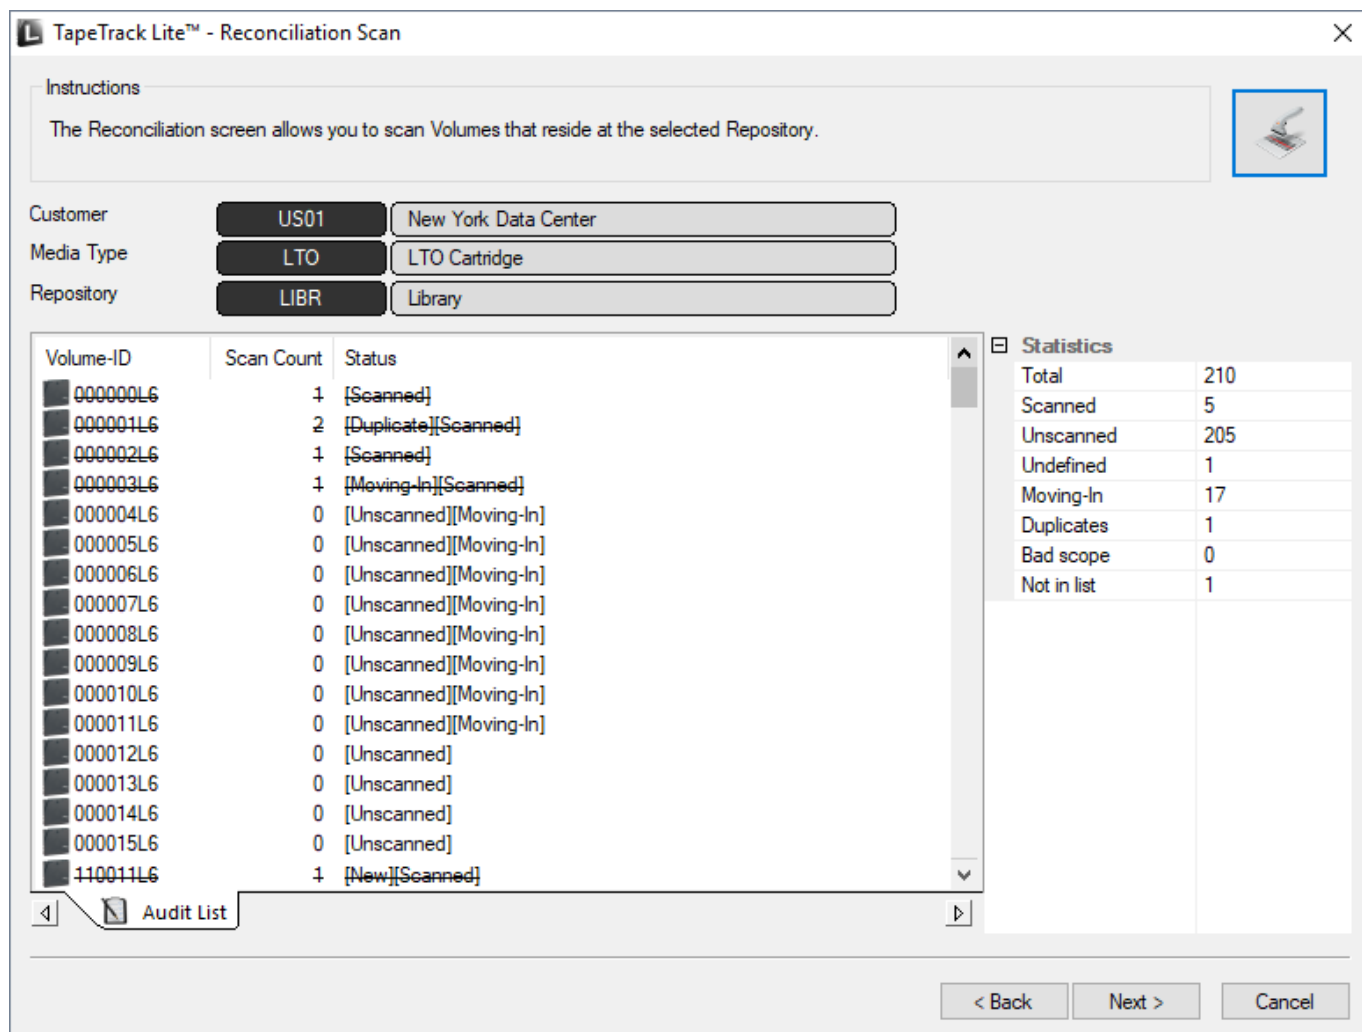 TapeTrack Lite™ - Reconciliation Scan
Instructions
The Reconciliation screen allows you to scan Volumes that reside at the selected Repository.
Customer US01 New York Data Center
Media Type LTO LTO Cartridge
Repository LIBR Library
Volume-ID Scan Count Status
000000L6 1 [Scanned]
000001L6 2 [Duplicate][Scanned]
000002L6 1 [Scanned]
000003L6 1 [Moving-In][Scanned]
000004L6 0 [Unscanned][Moving-In]
000005L6 0 [Unscanned][Moving-In]
000006L6 0 [Unscanned][Moving-In]
000007L6 0 [Unscanned][Moving-In]
000008L6 0 [Unscanned][Moving-In]
000009L6 0 [Unscanned][Moving-In]
000010L6 0 [Unscanned][Moving-In]
000011L6 0 [Unscanned][Moving-In]
000012L6 0 [Unscanned]
000013L6 0 [Unscanned]
000014L6 0 [Unscanned]
000015L6 0 [Unscanned]
110011L6 1 [New][Scanned]
Audit List
Statistics
Total 210
Scanned 5
Unscanned 205
Undefined 1
Moving-In 17
Duplicates 1
Bad scope 0
Not in list 1
< Back Next > Cancel